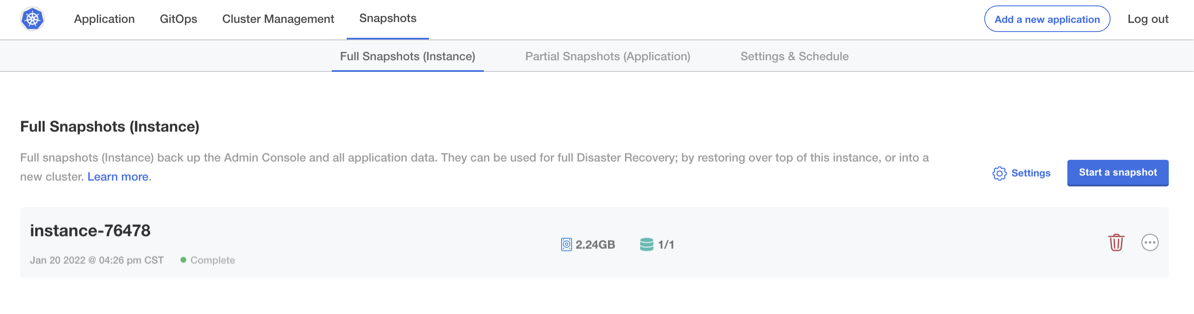 Application GitOps Cluster Management Snapshots Add a new application Log out
Full Snapshots (Instance) Partial Snapshots (Application) Settings & Schedule
Full Snapshots (Instance)
Full snapshots (Instance) back up the Admin Console and all application data. They can be used for full Disaster Recovery; by restoring over top of this instance, or into a
new cluster. Learn more.
Settings Start a snapshot
instance-76478
2.24GB 1/1
Jan 20 2022 @ 04:26 pm CST Complete